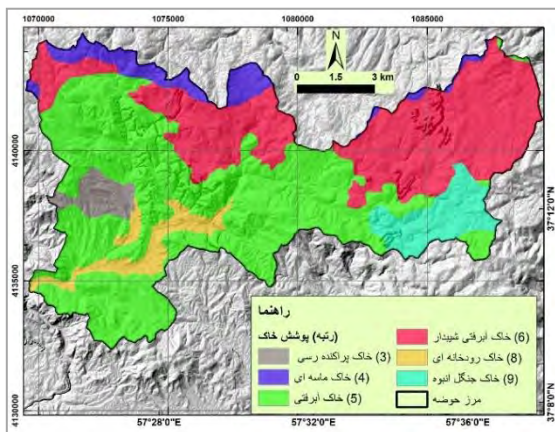 1070000 1075000 1080000 1085000
N
0 1.5 3 km
4140000
37°12'0"N
4135000
راهنما
(رتبه) پوشش خاک
(3) خاک پراکنده رسی
(4) خاک ماسه ای
(5) خاک آبرفتی
(6) خاک آبرفتی شیبدار
(8) خاک رودخانه ای
(9) خاک جنگل انبوه
مرز حوضه
4130000
37°8'0"N
57°28'0"E 57°32'0"E 57°36'0"E